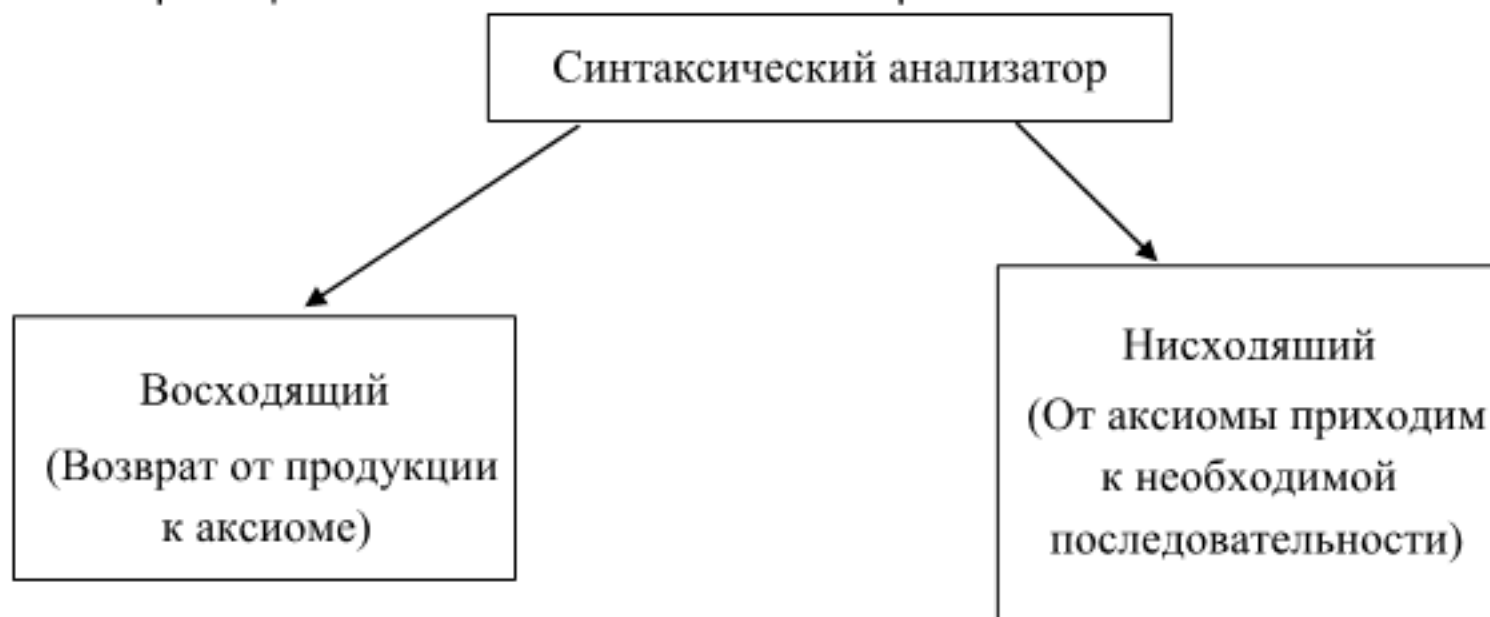 Синтаксический анализатор
Восходящий
(Возврат от продукции
к аксиоме)
Нисходяший
(От аксиомы приходим
к необходимой
последовательности)